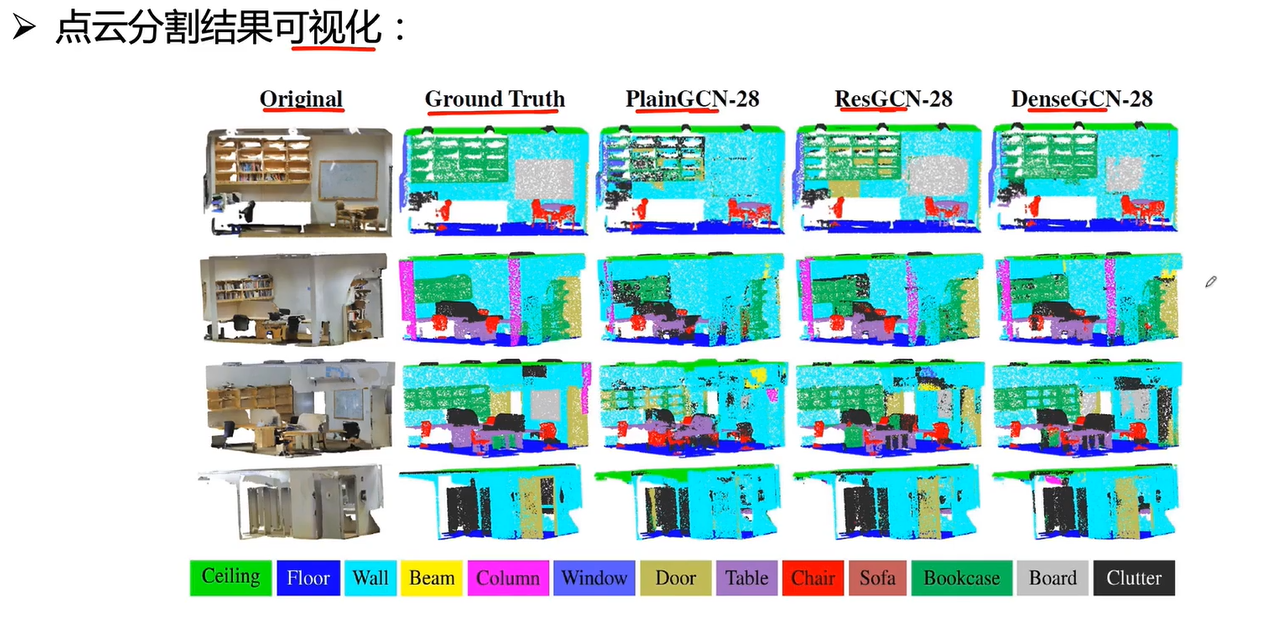 ➢ 点云分割结果可视化：
Original Ground Truth PlainGCN-28 ResGCN-28 DenseGCN-28
Ceiling Floor Wall Beam Column Window Door Table Chair Sofa Bookcase Board Clutter